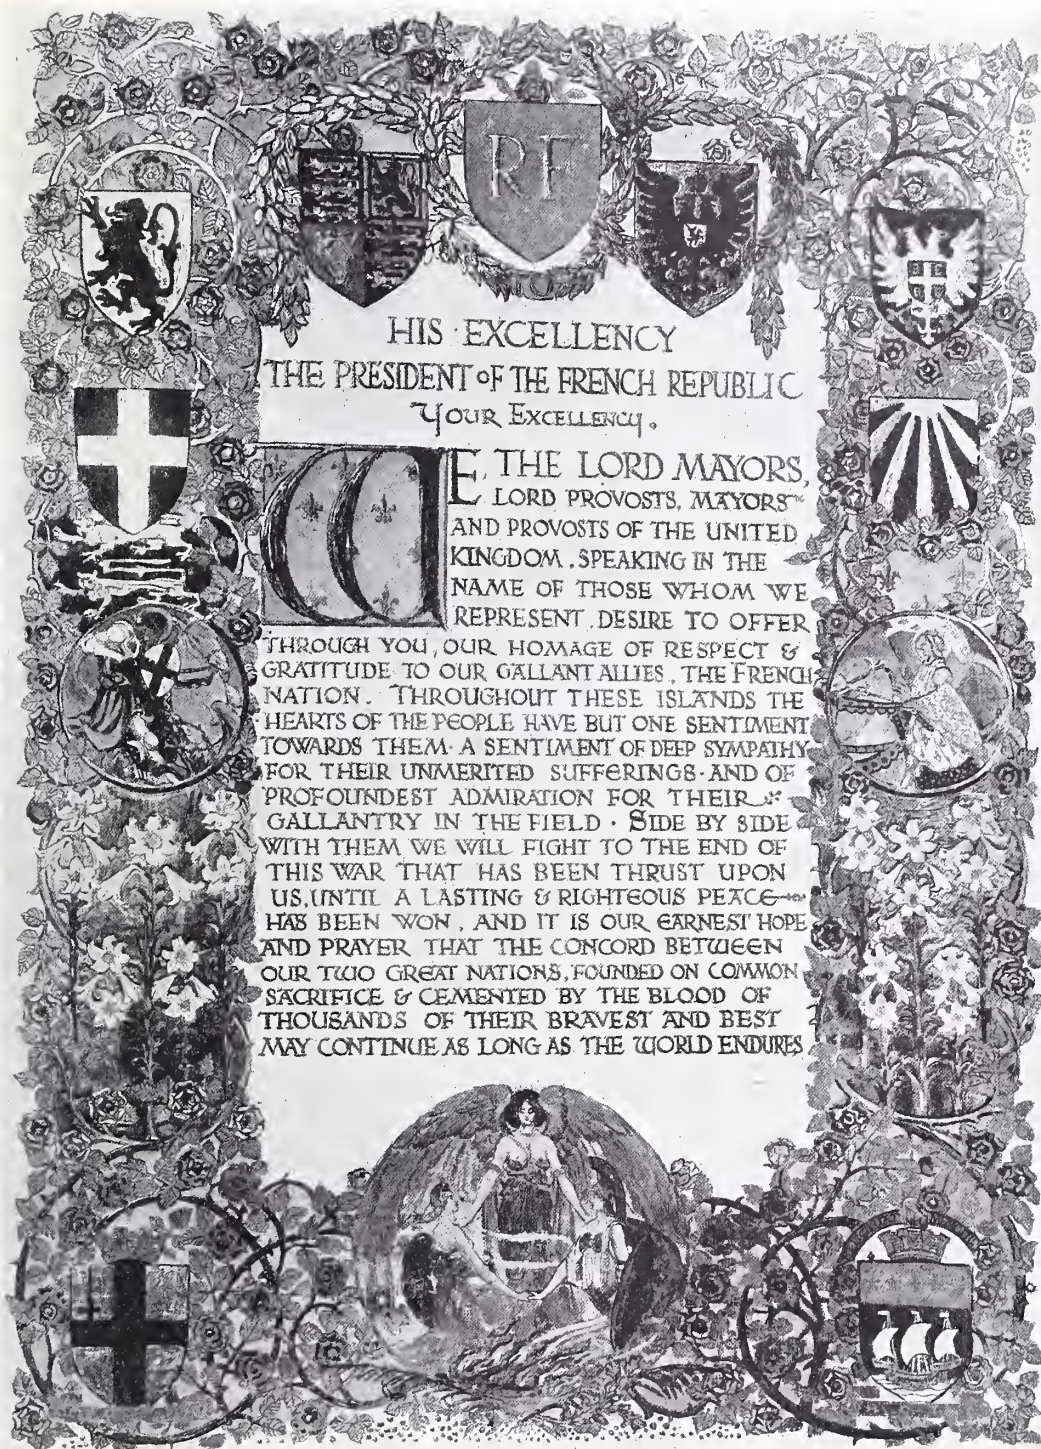 RF
HIS EXCELLENCY
THE PRESIDENT OF THE FRENCH REPUBLIC
YOUR EXCELLENCY.
WE, THE LORD MAYORS,
LORD PROVOSTS, MAYORS
AND PROVOSTS OF THE UNITED
KINGDOM, SPEAKING IN THE
NAME OF THOSE WHOM WE
REPRESENT, DESIRE TO OFFER
THROUGH YOU, OUR HOMAGE OF RESPECT &
GRATITUDE TO OUR GALLANT ALLIES, THE FRENCH
NATION. THROUGHOUT THESE ISLANDS THE
HEARTS OF THE PEOPLE HAVE BUT ONE SENTIMENT
TOWARDS THEM · A SENTIMENT OF DEEP SYMPATHY
FOR THEIR UNMERITED SUFFERINGS · AND OF
PROFOUNDEST ADMIRATION FOR THEIR
GALLANTRY IN THE FIELD · SIDE BY SIDE
WITH THEM WE WILL FIGHT TO THE END OF
THIS WAR THAT HAS BEEN THRUST UPON
US, UNTIL A LASTING & RIGHTEOUS PEACE
HAS BEEN WON, AND IT IS OUR EARNEST HOPE
AND PRAYER THAT THE CONCORD BETWEEN
OUR TWO GREAT NATIONS, FOUNDED ON COMMON
SACRIFICE & CEMENTED BY THE BLOOD OF
THOUSANDS OF THEIR BRAVEST AND BEST
MAY CONTINUE AS LONG AS THE WORLD ENDURES